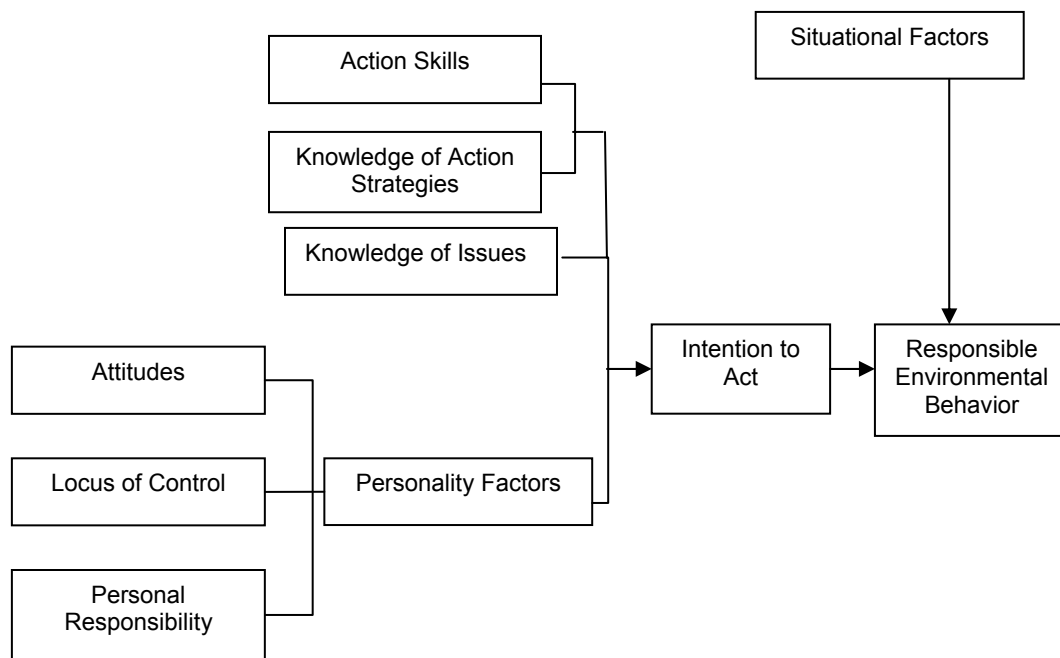 Situational Factors
Action Skills
Knowledge of Action
Strategies
Knowledge of Issues
Intention to
Act
Responsible
Environmental
Behavior
Attitudes
Locus of Control
Personality Factors
Personal
Responsibility